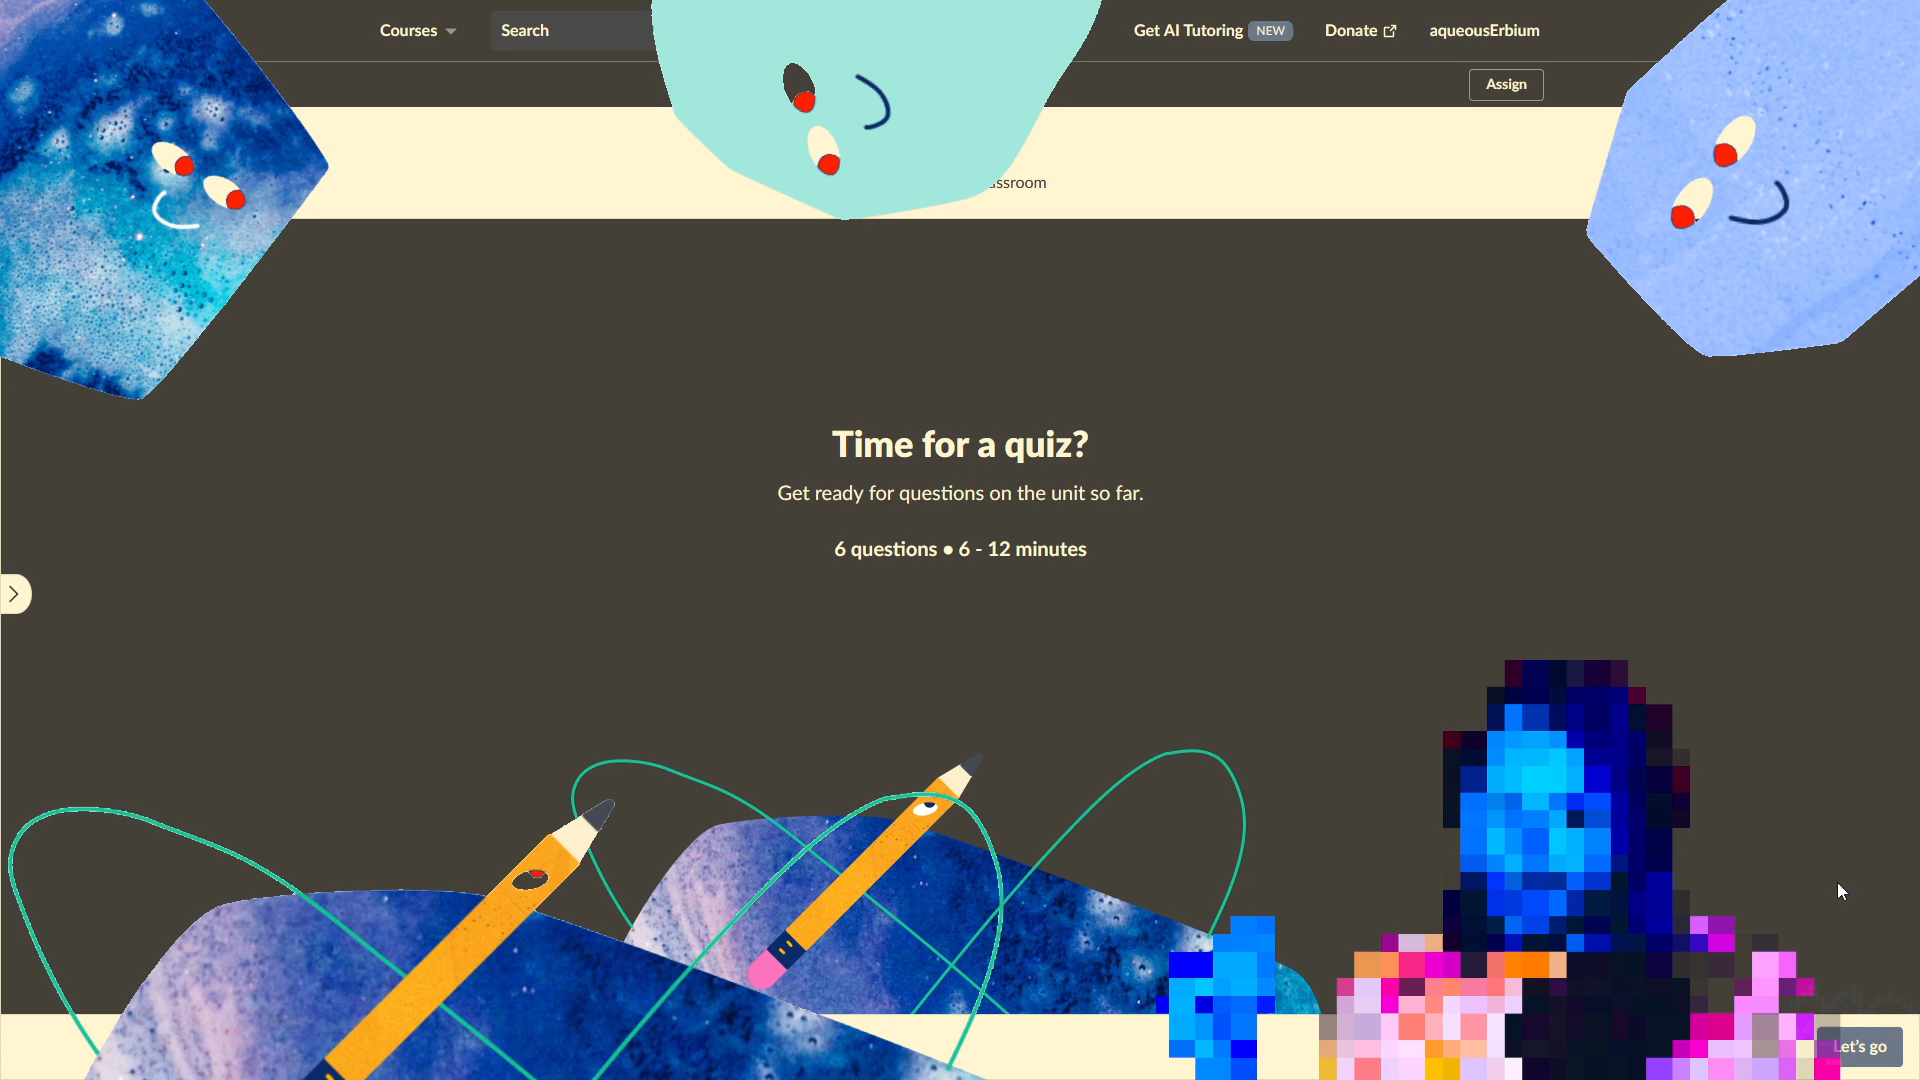 Courses
Search
Get AI Tutoring NEW
Donate
aqueousErbium
Assign
Time for a quiz?
Get ready for questions on the unit so far.
6 questions • 6 - 12 minutes
Let's go